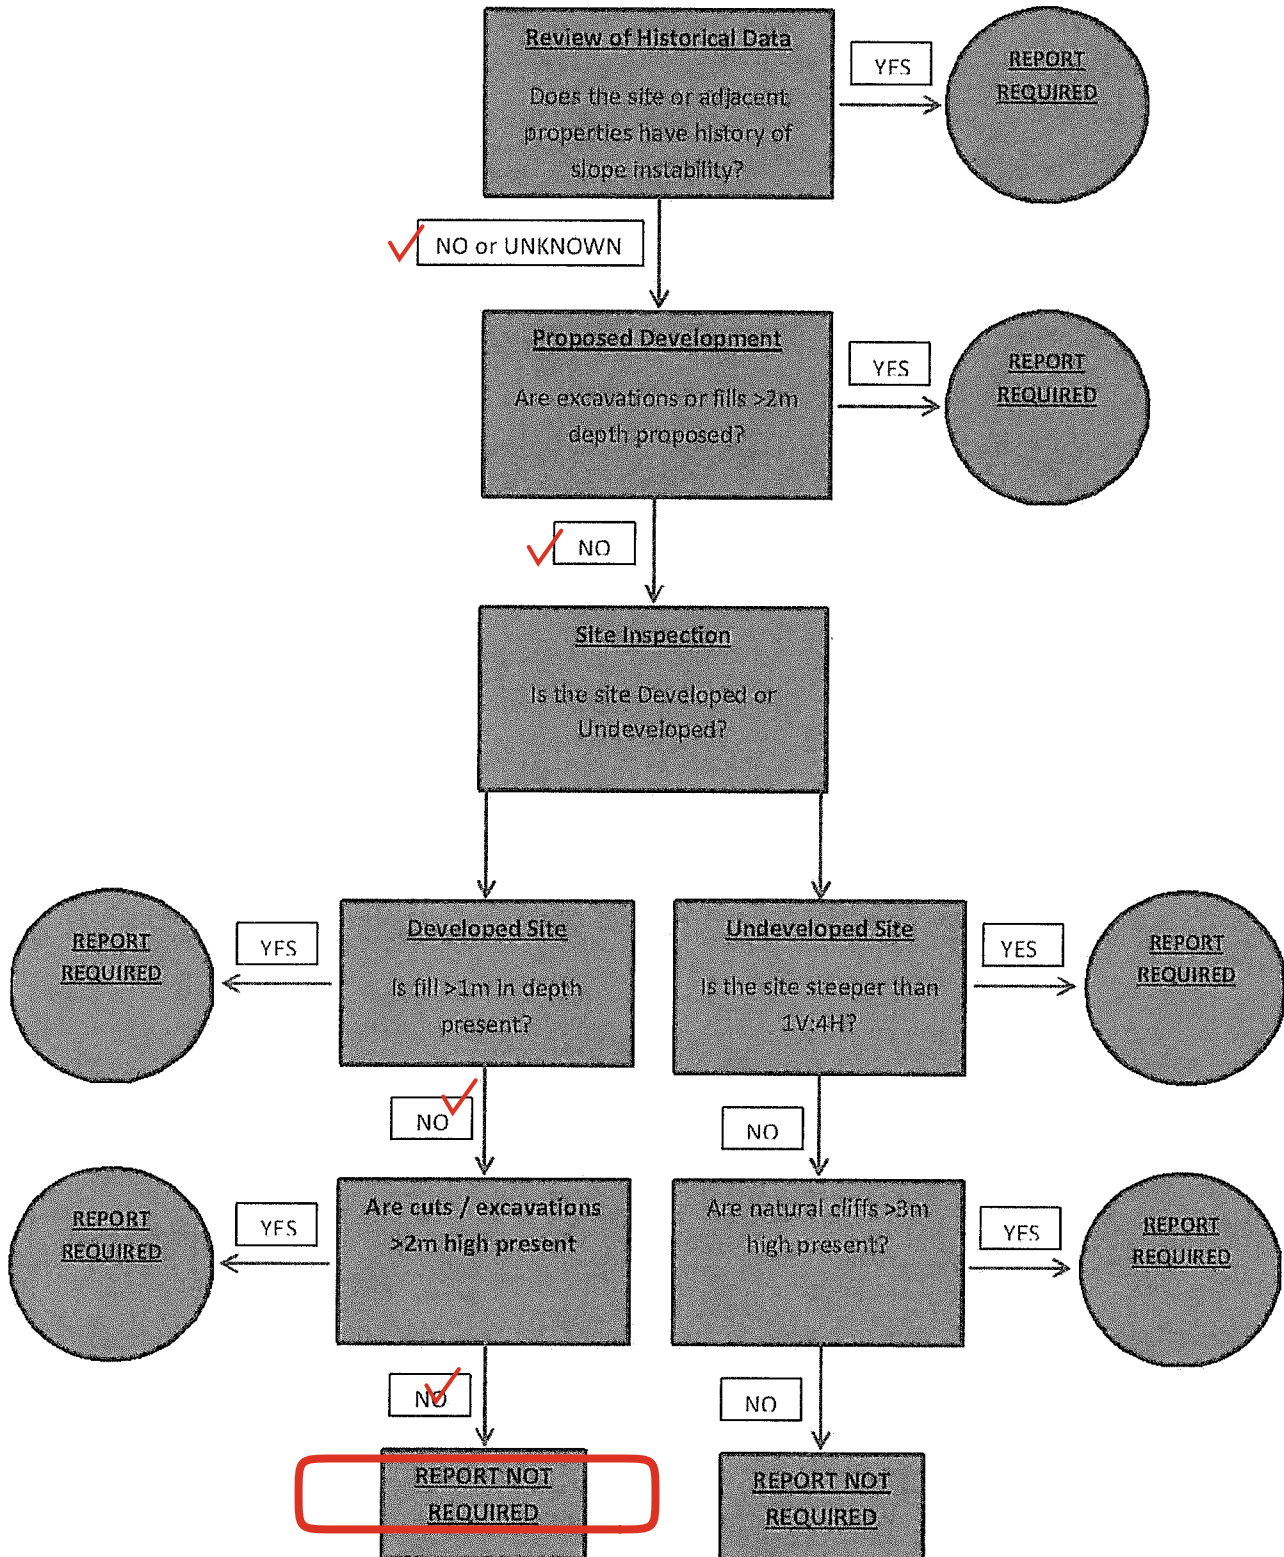 Review of Historical Data
Does the site or adjacent
properties have history of
slope instability?
YES
REPORT
REQUIRED
NO or UNKNOWN
Proposed Development
Are excavations or fills >2m
depth proposed?
YES
REPORT
REQUIRED
NO
Site Inspection
Is the site Developed or
Undeveloped?
REPORT
REQUIRED
YES
Developed Site
Is fill >1m in depth
present?
Undeveloped Site
Is the site steeper than
1V:4H?
YES
REPORT
REQUIRED
NO
NO
REPORT
REQUIRED
YES
Are cuts / excavations
>2m high present
Are natural cliffs >3m
high present?
YES
REPORT
REQUIRED
NO
NO
REPORT NOT
REQUIRED
REPORT NOT
REQUIRED